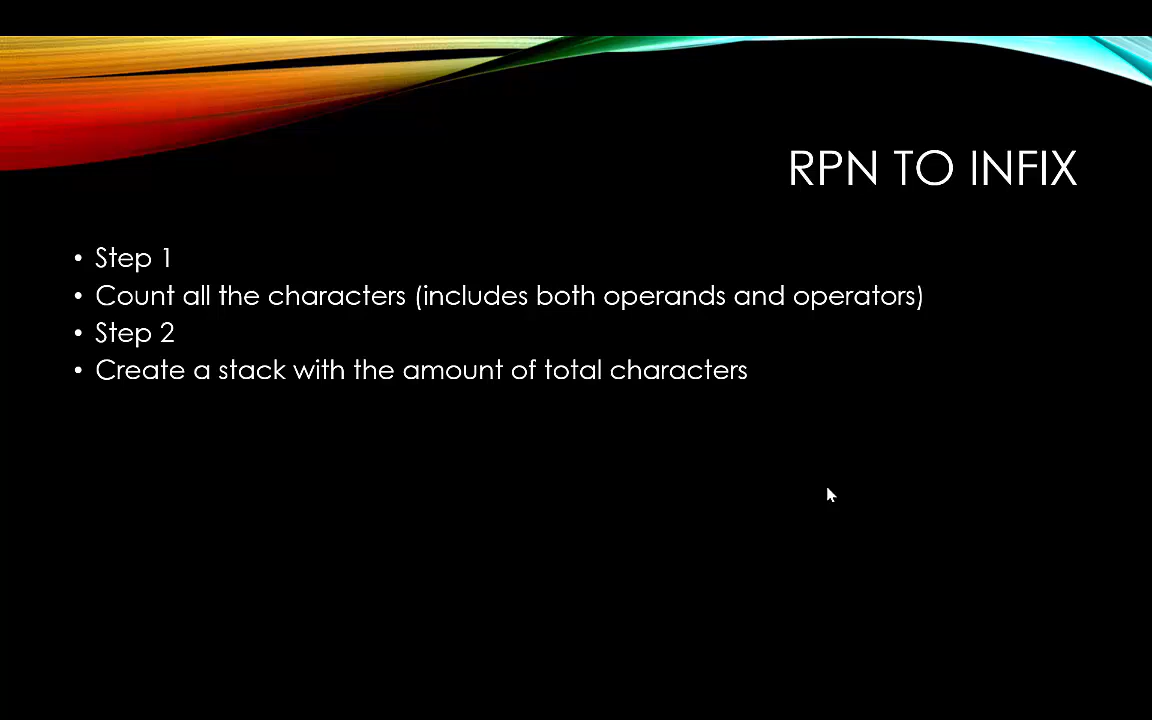 RPN TO INFIX
• Step 1
• Count all the characters (includes both operands and operators)
• Step 2
• Create a stack with the amount of total characters